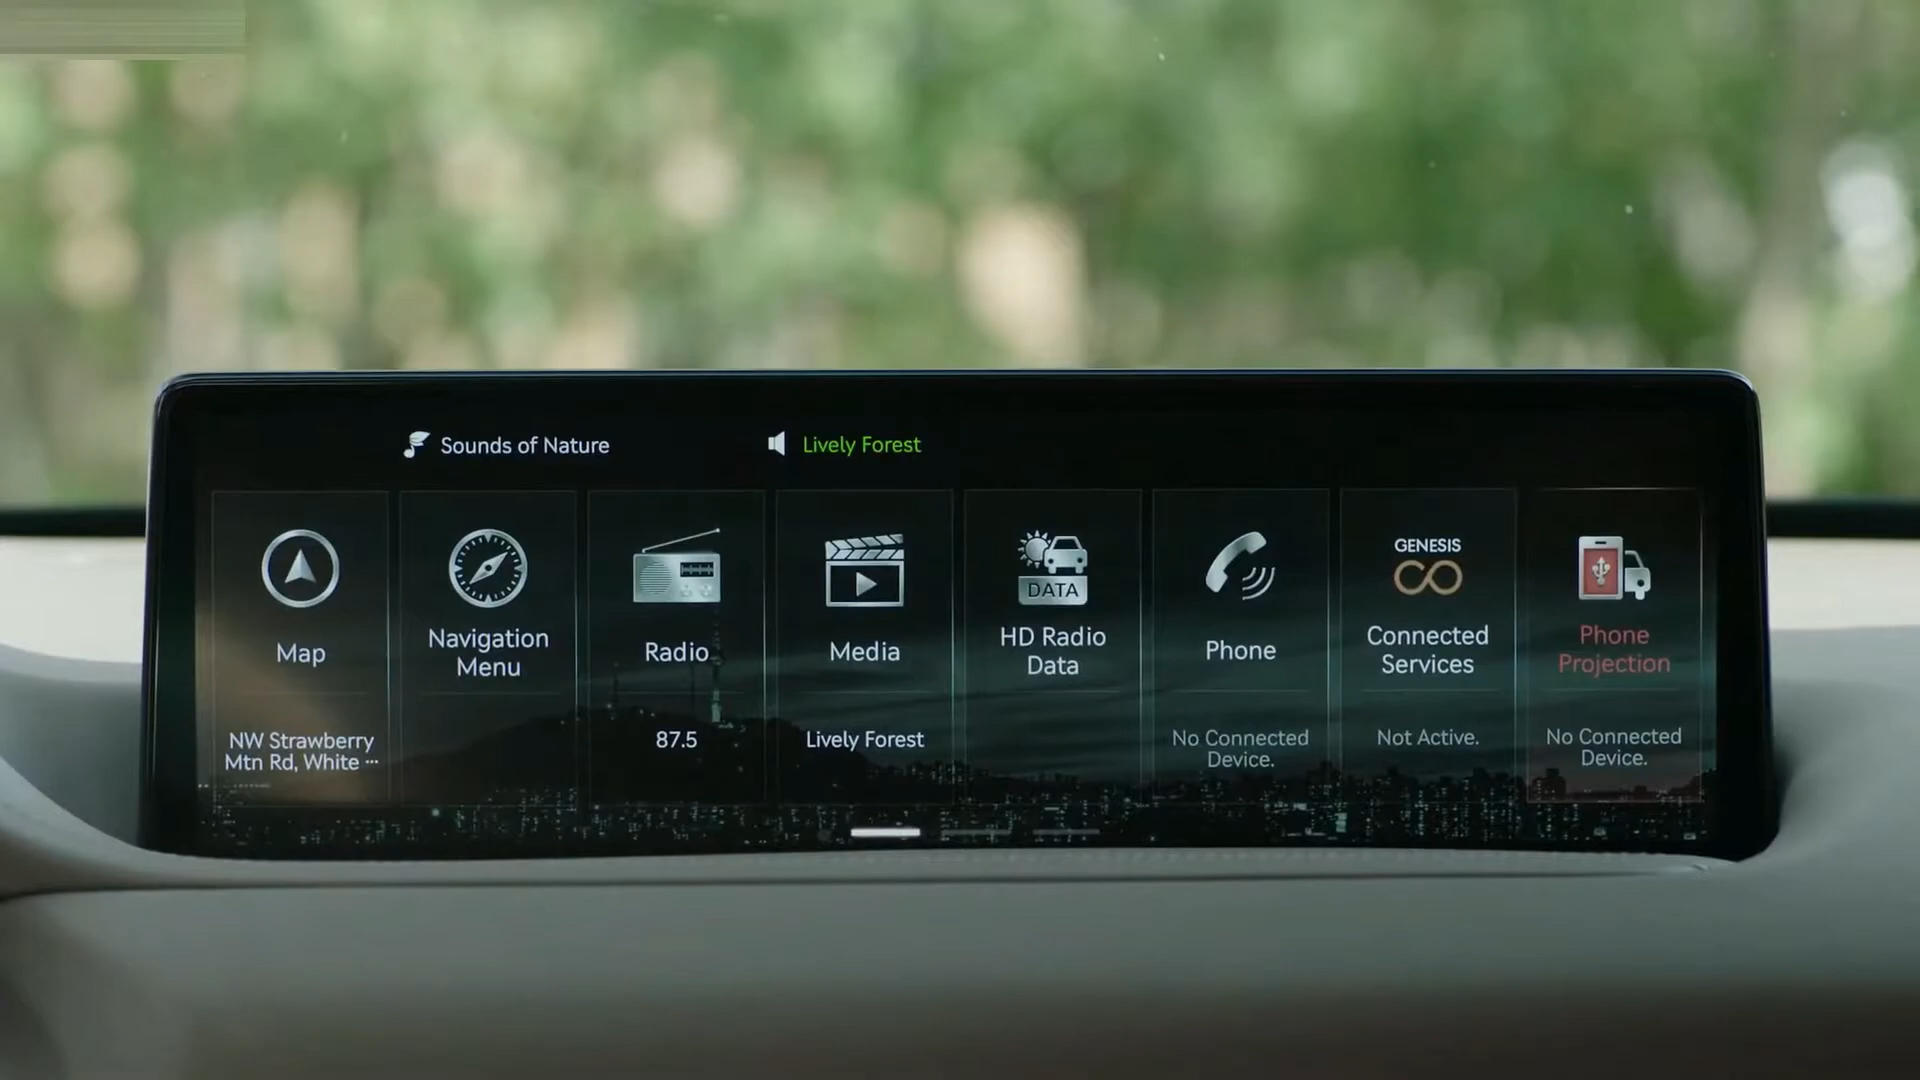 Sounds of Nature
Lively Forest
Map
NW Strawberry
Mtn Rd, White ···
Navigation
Menu
Radio
87.5
Media
Lively Forest
DATA
HD Radio
Data
Phone
No Connected
Device.
GENESIS
Connected
Services
Not Active.
Phone
Projection
No Connected
Device.